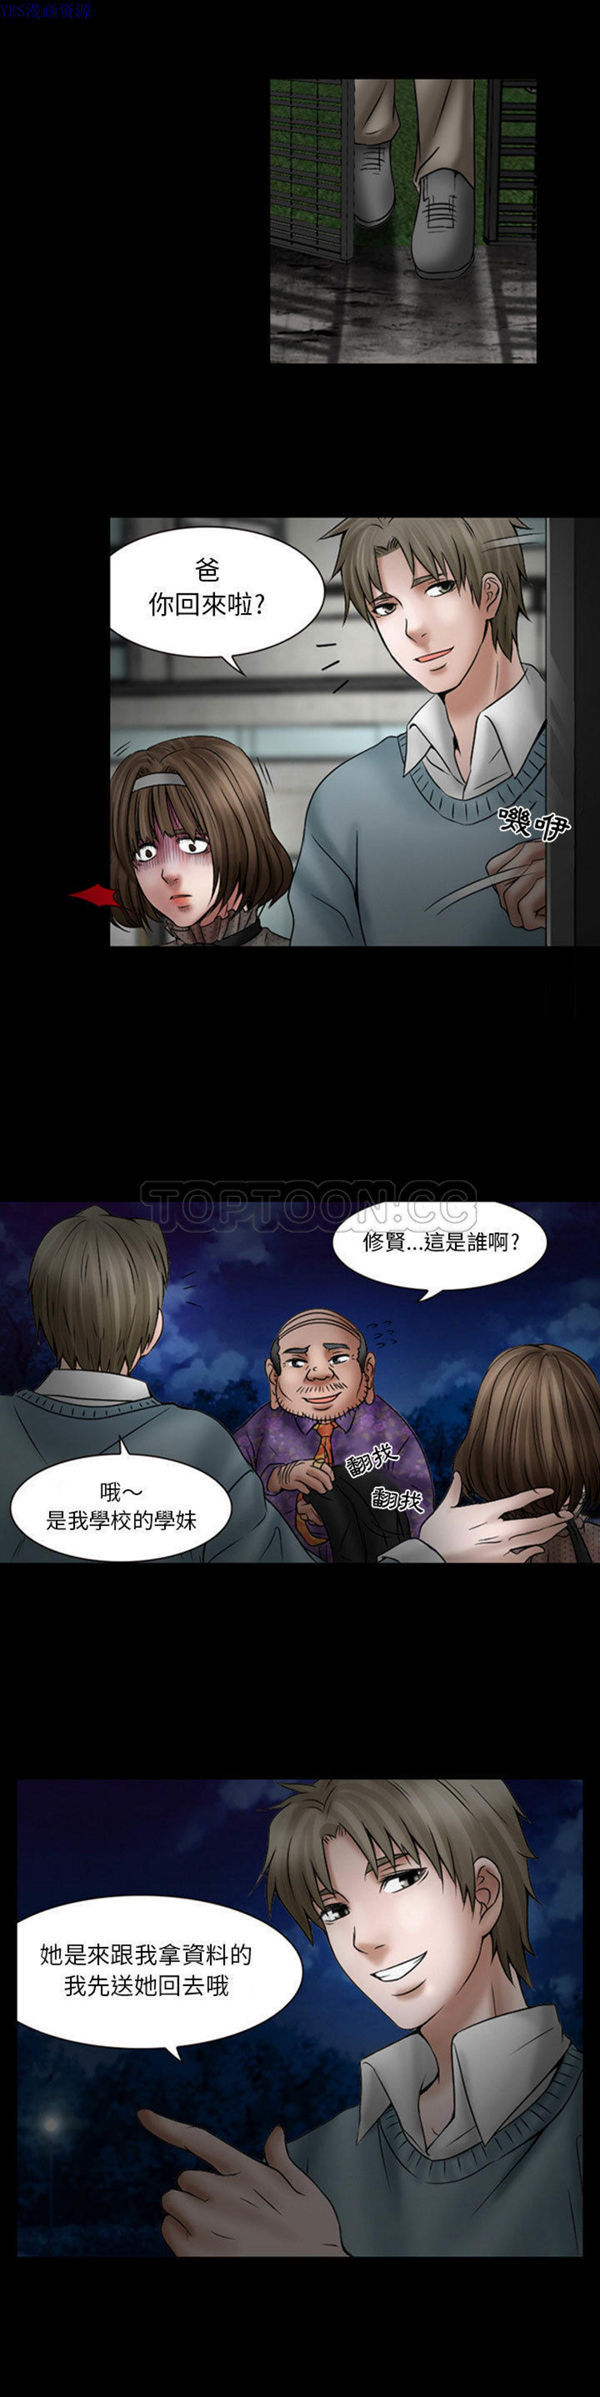 YES漫画资源
爸
你回來啦?
嘰咿
TOPTOON.CC
修賢...這是誰啊?
翻找
翻找
哦～
是我學校的學妹
她是來跟我拿資料的
我先送她回去哦